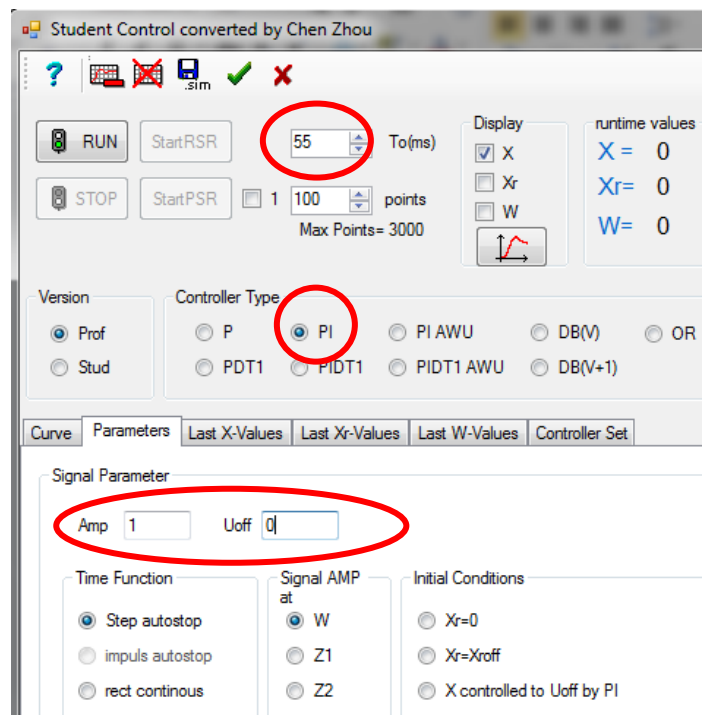 Student Control converted by Chen Zhou
? .sim
RUN StartRSR 55 To(ms)
STOP StartPSR 1 100 points
Max Points= 3000
Display
X
Xr
W
runtime values
X = 0
Xr= 0
W= 0
Version
Prof
Stud
Controller Type
P PI PI AWU DB(V) OR
PDT1 PIDT1 PIDT1 AWU DB(V+1)
Curve Parameters Last X-Values Last Xr-Values Last W-Values Controller Set
Signal Parameter
Amp 1 Uoff 0
Time Function
Step autostop
impuls autostop
rect continous
Signal AMP
at
W
Z1
Z2
Initial Conditions
Xr=0
Xr=Xroff
X controlled to Uoff by PI